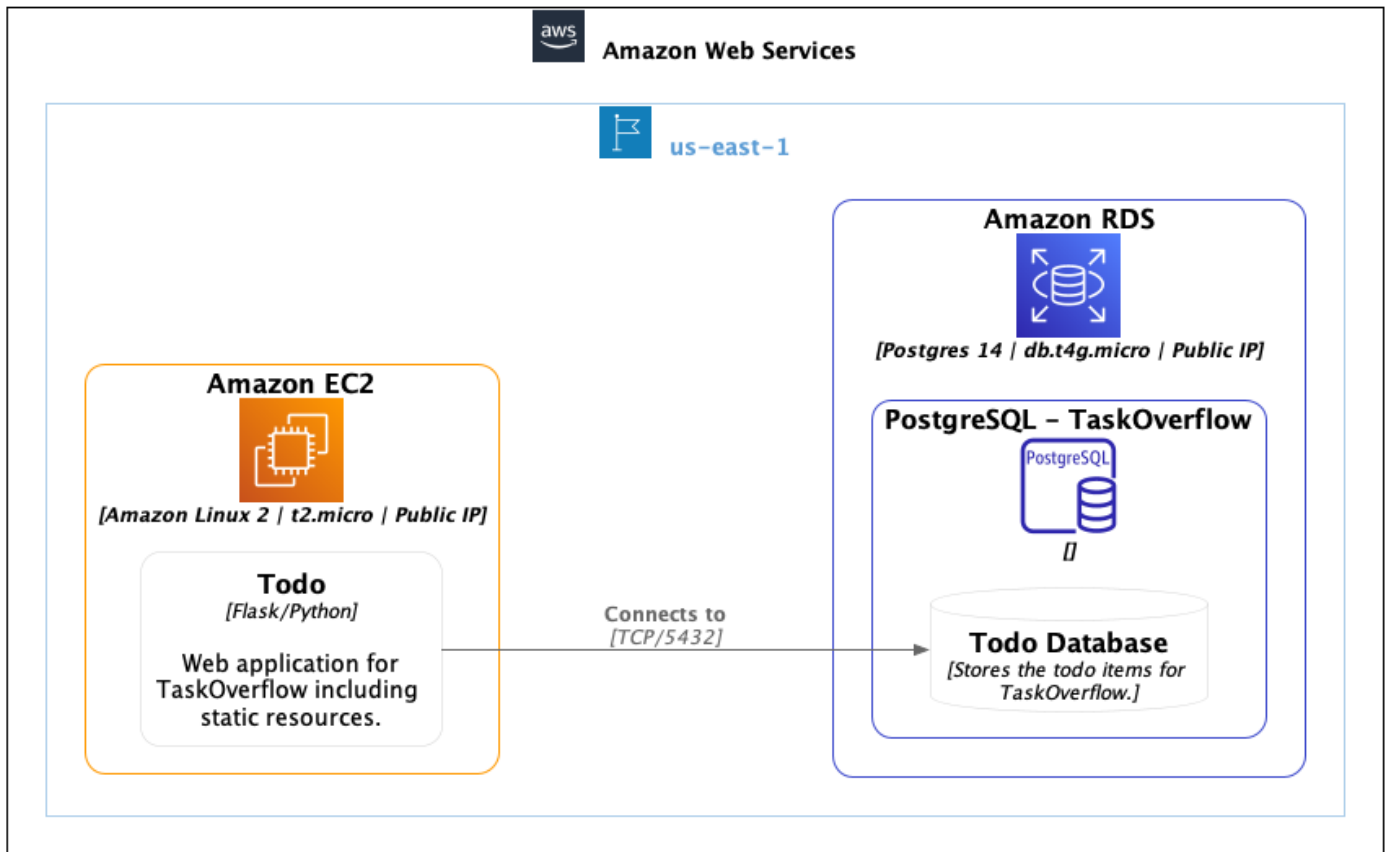 aws
Amazon Web Services
us-east-1
Amazon RDS
[Postgres 14 | db.t4g.micro | Public IP]
Amazon EC2
[Amazon Linux 2 | t2.micro | Public IP]
PostgreSQL - TaskOverflow
PostgreSQL
[]
Todo
[Flask/Python]
Web application for
TaskOverflow including
static resources.
Connects to
[TCP/5432]
Todo Database
[Stores the todo items for
TaskOverflow.]